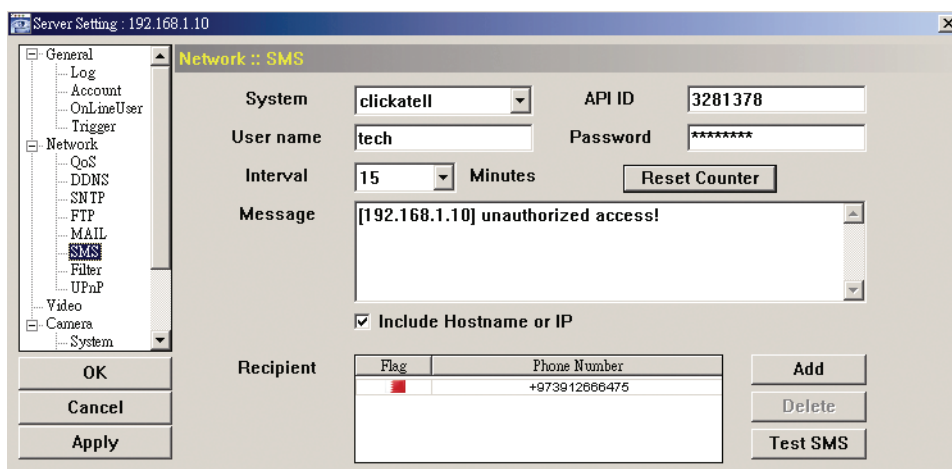 Server Setting : 192.168.1.10
General
Log
Account
OnLineUser
Trigger
Network
QoS
DDNS
SNTP
FTP
MAIL
SMS
Filter
UPnP
Video
Camera
System
OK
Cancel
Apply
Network :: SMS
System clickatell API ID 3281378
User name tech Password ********
Interval 15 Minutes Reset Counter
Message [192.168.1.10] unauthorized access!
Include Hostname or IP
Recipient Flag Phone Number Add
+973912666475
Delete
Test SMS